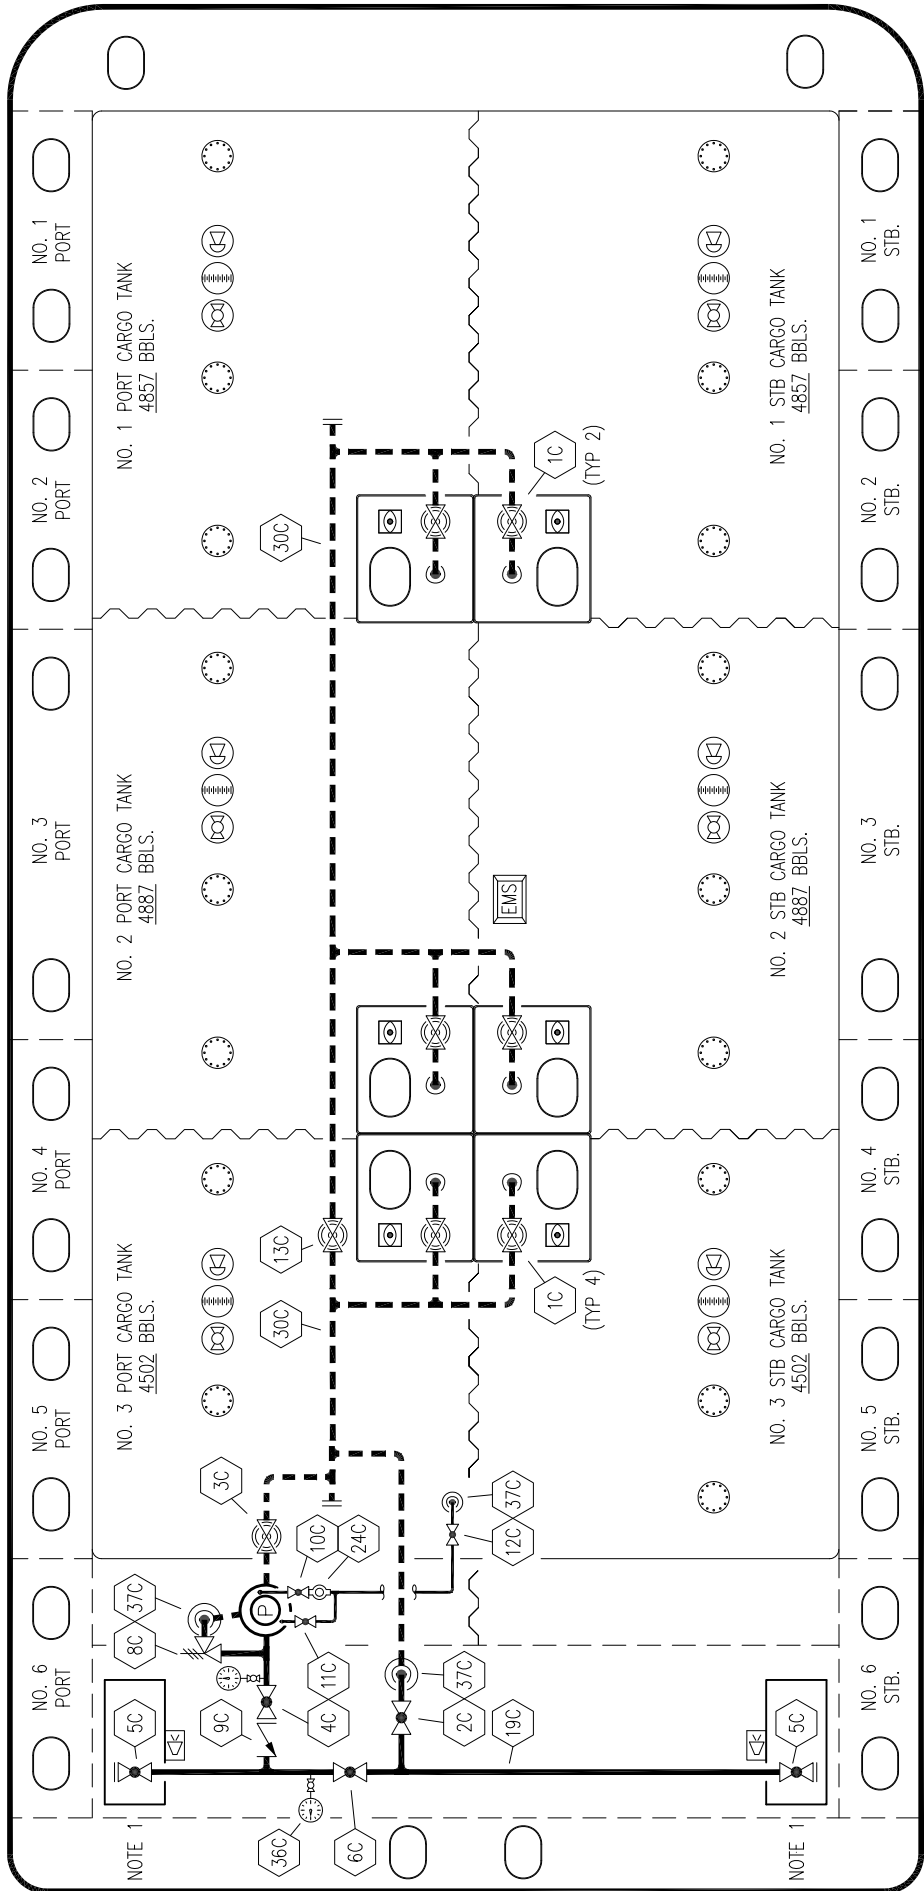 NO. 1
PORT
NO. 2
PORT
NO. 3
PORT
NO. 4
PORT
NO. 5
PORT
NO. 6
PORT
NO. 1 PORT CARGO TANK
4857 BBLS.
NO. 2 PORT CARGO TANK
4887 BBLS.
NO. 3 PORT CARGO TANK
4502 BBLS.
30C
1C
(TYP 2)
EMS
13C
30C
1C
(TYP 4)
3C
10C
24C
37C
12C
37C
8C
P
11C
4C
9C
5C
37C
2C
19C
5C
36C
6C
NOTE 1
NOTE 1
NO. 1 STB CARGO TANK
4857 BBLS.
NO. 2 STB CARGO TANK
4887 BBLS.
NO. 3 STB CARGO TANK
4502 BBLS.
NO. 1
STB.
NO. 2
STB.
NO. 3
STB.
NO. 4
STB.
NO. 5
STB.
NO. 6
STB.